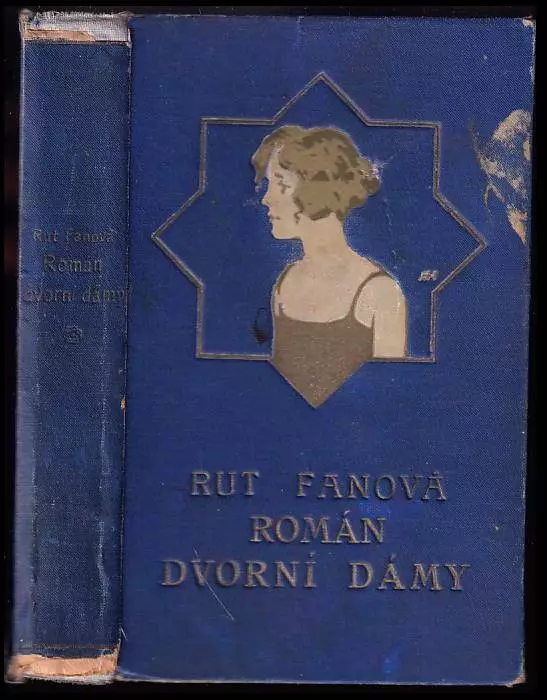 Rut Fanová
Román
dvorní dámy
RUT FANOVÁ
ROMÁN
DVORNÍ DÁMY